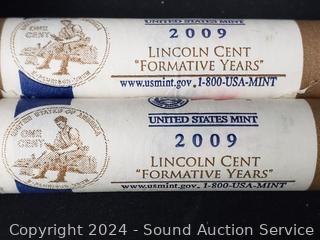 ONE
CENT
UNITED STATES MINT
2009
LINCOLN CENT
"FORMATIVE YEARS"
www.usmint.gov • 1-800-USA-MINT
UNITED STATES OF AMERICA
ONE
CENT
UNITED STATES MINT
2009
LINCOLN CENT
"FORMATIVE YEARS"
www.usmint.gov • 1-800-USA-MINT
Copyright 2024 - Sound Auction Service